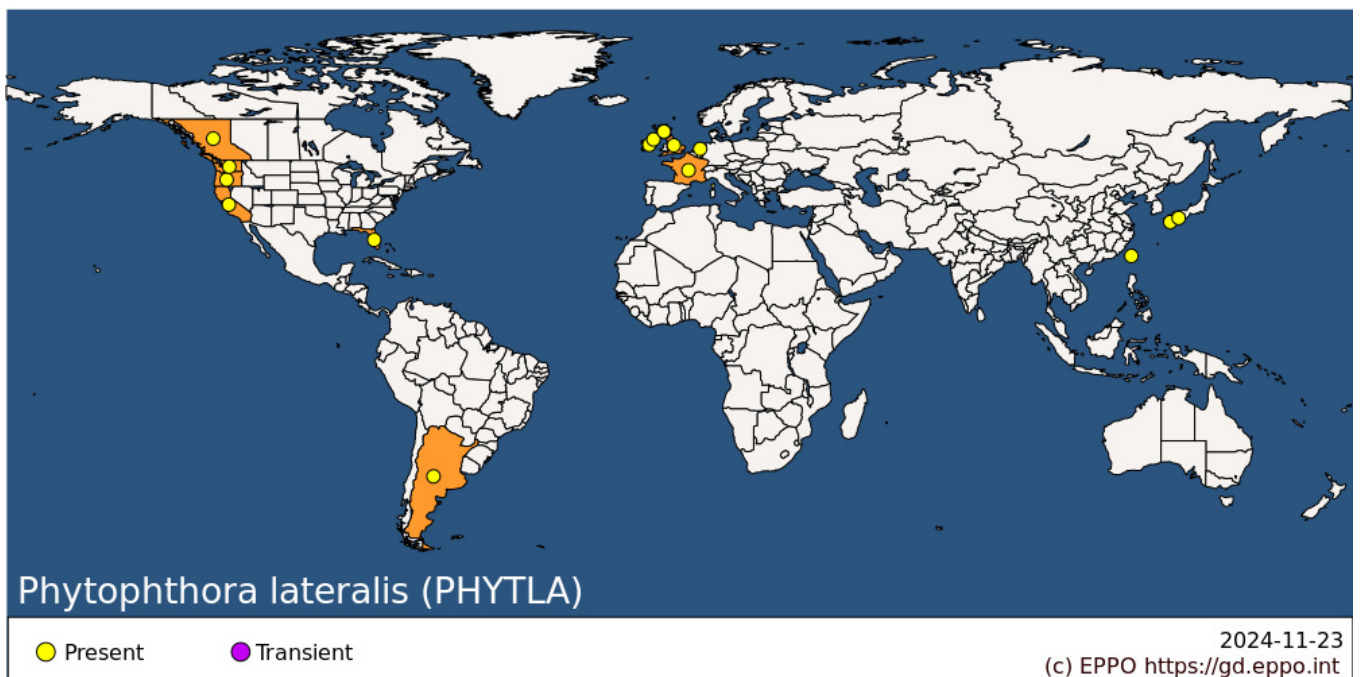 Phytophthora lateralis (PHYTLA)
Present
Transient
2024-11-23
(c) EPPO https://gd.eppo.int